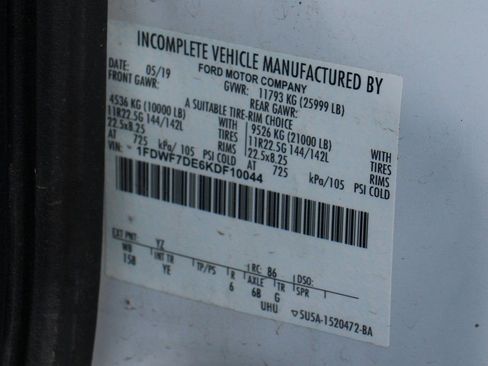 INCOMPLETE VEHICLE MANUFACTURED BY
FORD MOTOR COMPANY
DATE: 05/19 GVWR: 11793 KG (25999 LB)
FRONT GAWR: REAR GAWR:
A SUITABLE TIRE-RIM CHOICE
4536 KG (10000 LB) WITH 9526 KG (21000 LB) WITH
11R22.5G 144/142L TIRES 11R22.5G 144/142L TIRES
22.5x8.25 RIMS 22.5x8.25 RIMS
AT 725 kPa/105 PSI COLD AT 725 kPa/105 PSI COLD
VIN: 1FDWF7DE6KDF10044
EXT PNT: YZ RC: 86 DSO:
WB INT TR TP/PS R AXLE TR SPR
158 YE 6 6B G
UHU 5U5A-1520472-BA